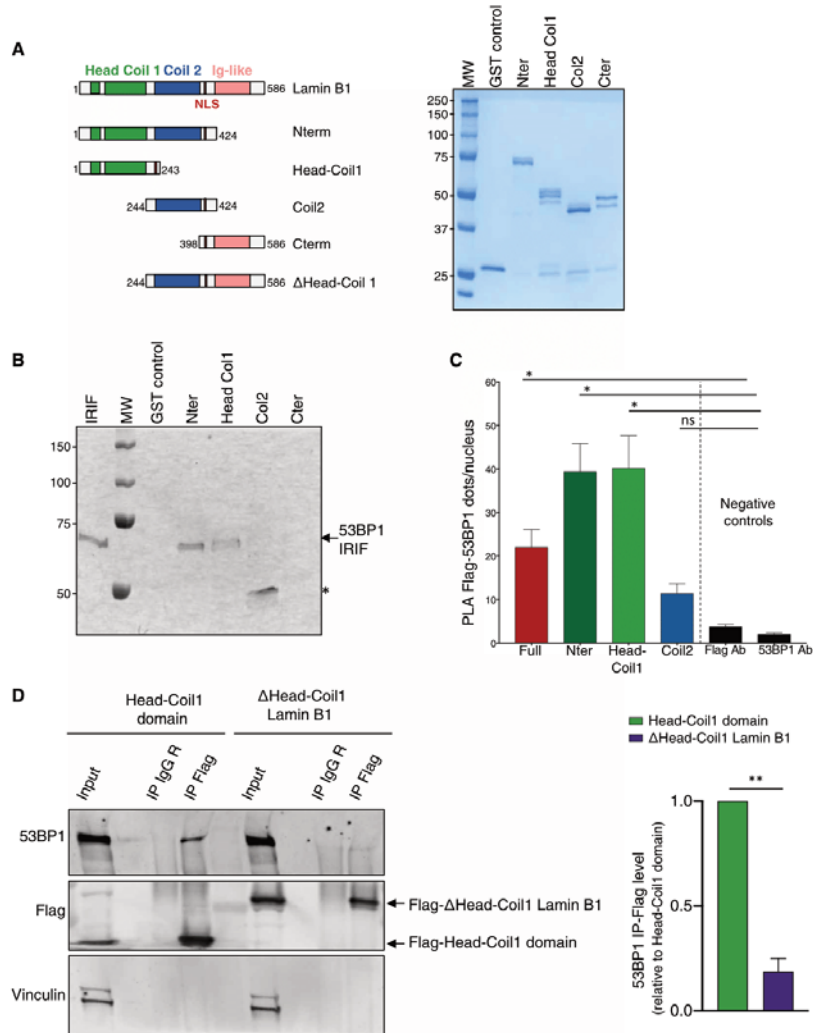 A
Head Coil 1 Coil 2 Ig-like
1 586 Lamin B1
NLS
1 424 Nterm
1 243 Head-Coil1
244 424 Coil2
398 586 Cterm
244 586 ΔHead-Coil 1
MW
GST control
Nter
Head Col1
Col2
Cter
250
150
100
75
50
37
25
B
IRIF
MW
GST control
Nter
Head Col1
Col2
Cter
150
100
75
50
53BP1
IRIF
*
C
PLA Flag-53BP1 dots/nucleus
60
50
40
30
20
10
0
*
*
*
ns
Negative
controls
Full Nter Head-Coil1 Coil2 Flag Ab 53BP1 Ab
D
Head-Coil1
domain
ΔHead-Coil1
Lamin B1
Input
IP IgG R
IP Flag
Input
IP IgG R
IP Flag
53BP1
Flag
Vinculin
Flag-ΔHead-Coil1 Lamin B1
Flag-Head-Coil1 domain
Head-Coil1 domain
ΔHead-Coil1 Lamin B1
53BP1 IP-Flag level
(relative to Head-Coil1 domain)
**
1.0
0.5
0.0